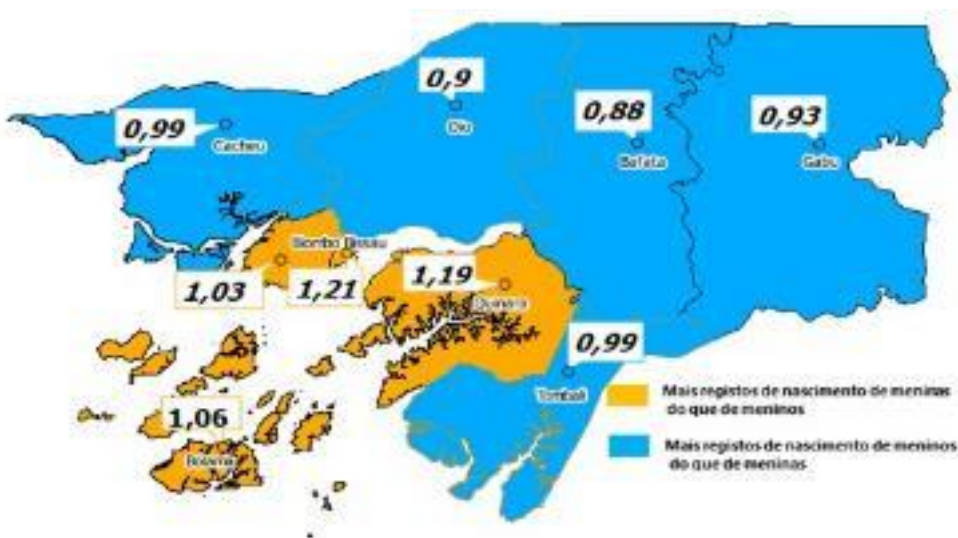 0,9
0,99
0,88
0,93
Oiu
Cacheu
Bafata
Gabu
Biombo Bissau
1,03
1,21
1,19
Quinara
0,99
Tombali
1,06
Bolama
Mais registos de nascimento de meninas
do que de meninos
Mais registos de nascimento de meninos
do que de meninas